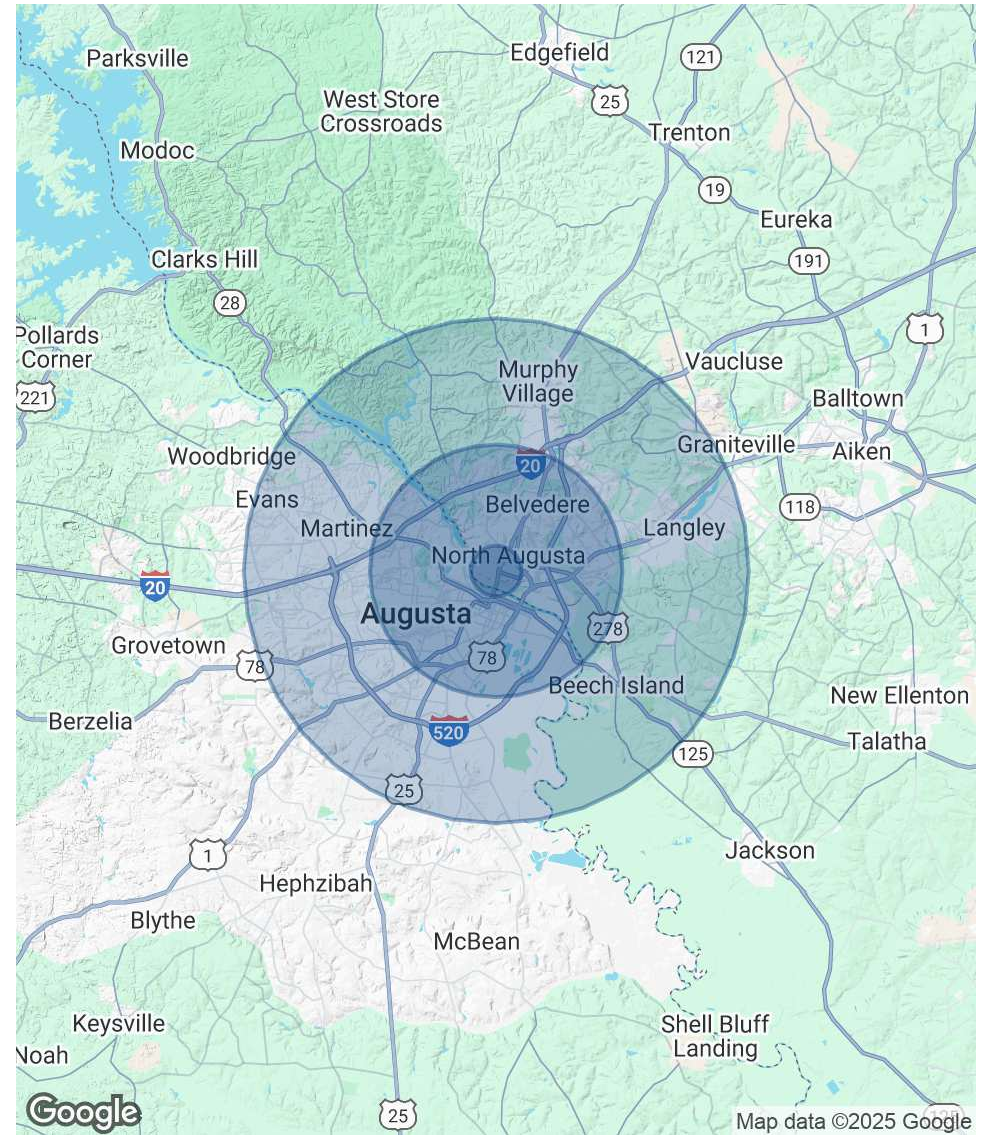 Edgefield
Parksville
121
25
West Store
Crossroads
Trenton
Modoc
19
Eureka
Clarks Hill
191
28
Pollards
Corner
1
Murphy
Village
Vaucluse
221
Balltown
Graniteville
Aiken
Woodbridge
20
Evans
Belvedere
118
Martinez
Langley
North Augusta
20
Augusta
278
Grovetown
78
78
Beech Island
New Ellenton
Berzelia
520
Talatha
125
25
Jackson
1
Hephzibah
Blythe
McBean
Keysville
Shell Bluff
Landing
Noah
Google
25
125
Map data ©2025 Google